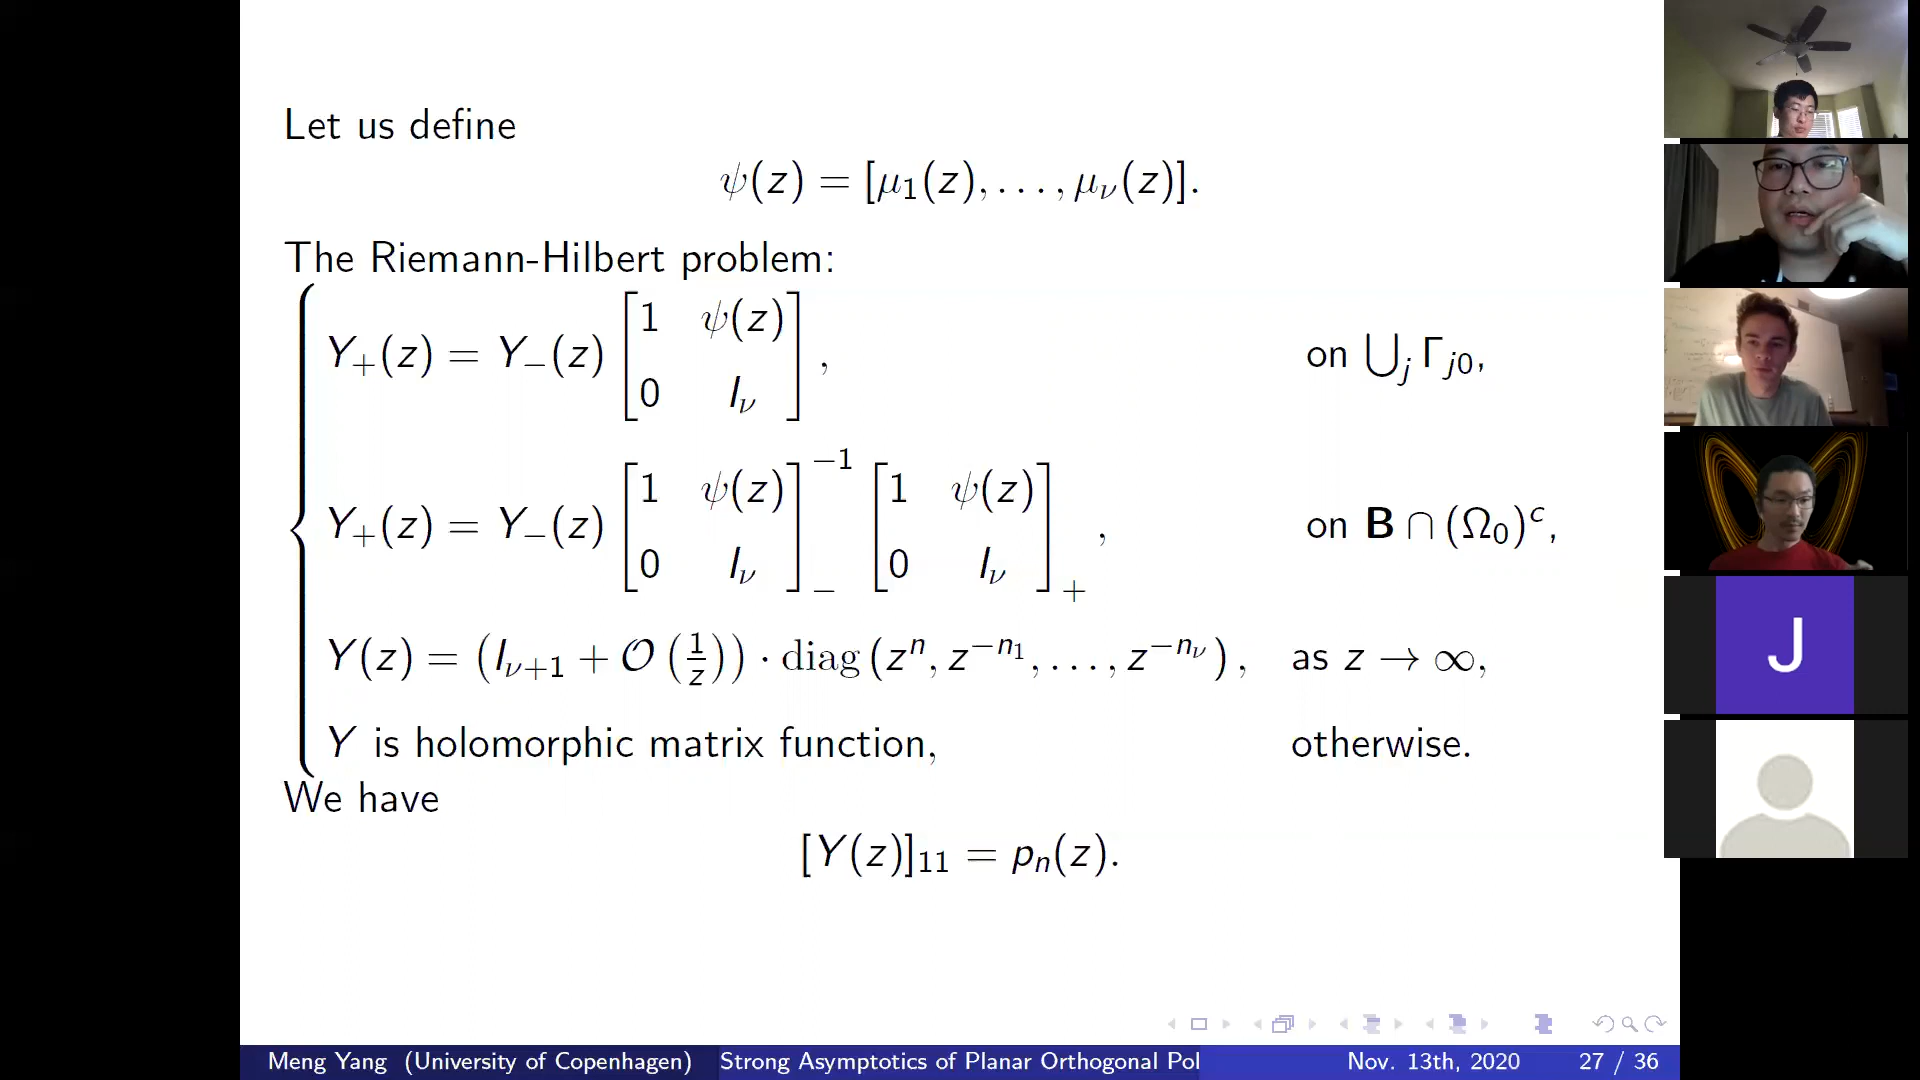 Let us define
ψ(z) = [μ₁(z), . . . , μ_ν(z)].
The Riemann-Hilbert problem:
Y₊(z) = Y₋(z) [1 ψ(z); 0 I_ν], on ⋃_j Γ_{j0},
Y₊(z) = Y₋(z) [1 ψ(z); 0 I_ν]₋^{−1} [1 ψ(z); 0 I_ν]₊, on B ∩ (Ω₀)^c,
Y(z) = (I_{ν+1} + O(1/z)) · diag(z^n, z^{−n₁}, . . . , z^{−n_ν}), as z → ∞,
Y is holomorphic matrix function, otherwise.
We have
[Y(z)]₁₁ = p_n(z).
Meng Yang (University of Copenhagen) Strong Asymptotics of Planar Orthogonal Pol Nov. 13th, 2020 27 / 36
J